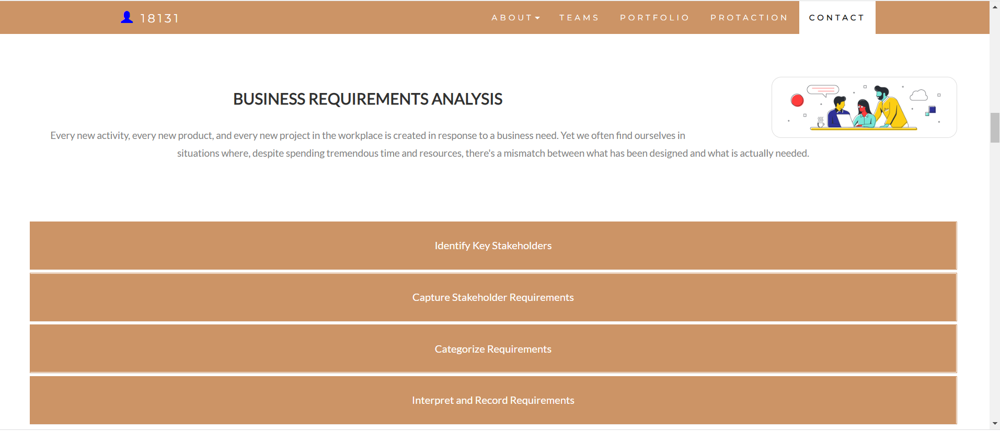 18131
ABOUT
TEAMS
PORTFOLIO
PROTACTION
CONTACT
BUSINESS REQUIREMENTS ANALYSIS
Every new activity, every new product, and every new project in the workplace is created in response to a business need. Yet we often find ourselves in
situations where, despite spending tremendous time and resources, there's a mismatch between what has been designed and what is actually needed.
Identify Key Stakeholders
Capture Stakeholder Requirements
Categorize Requirements
Interpret and Record Requirements